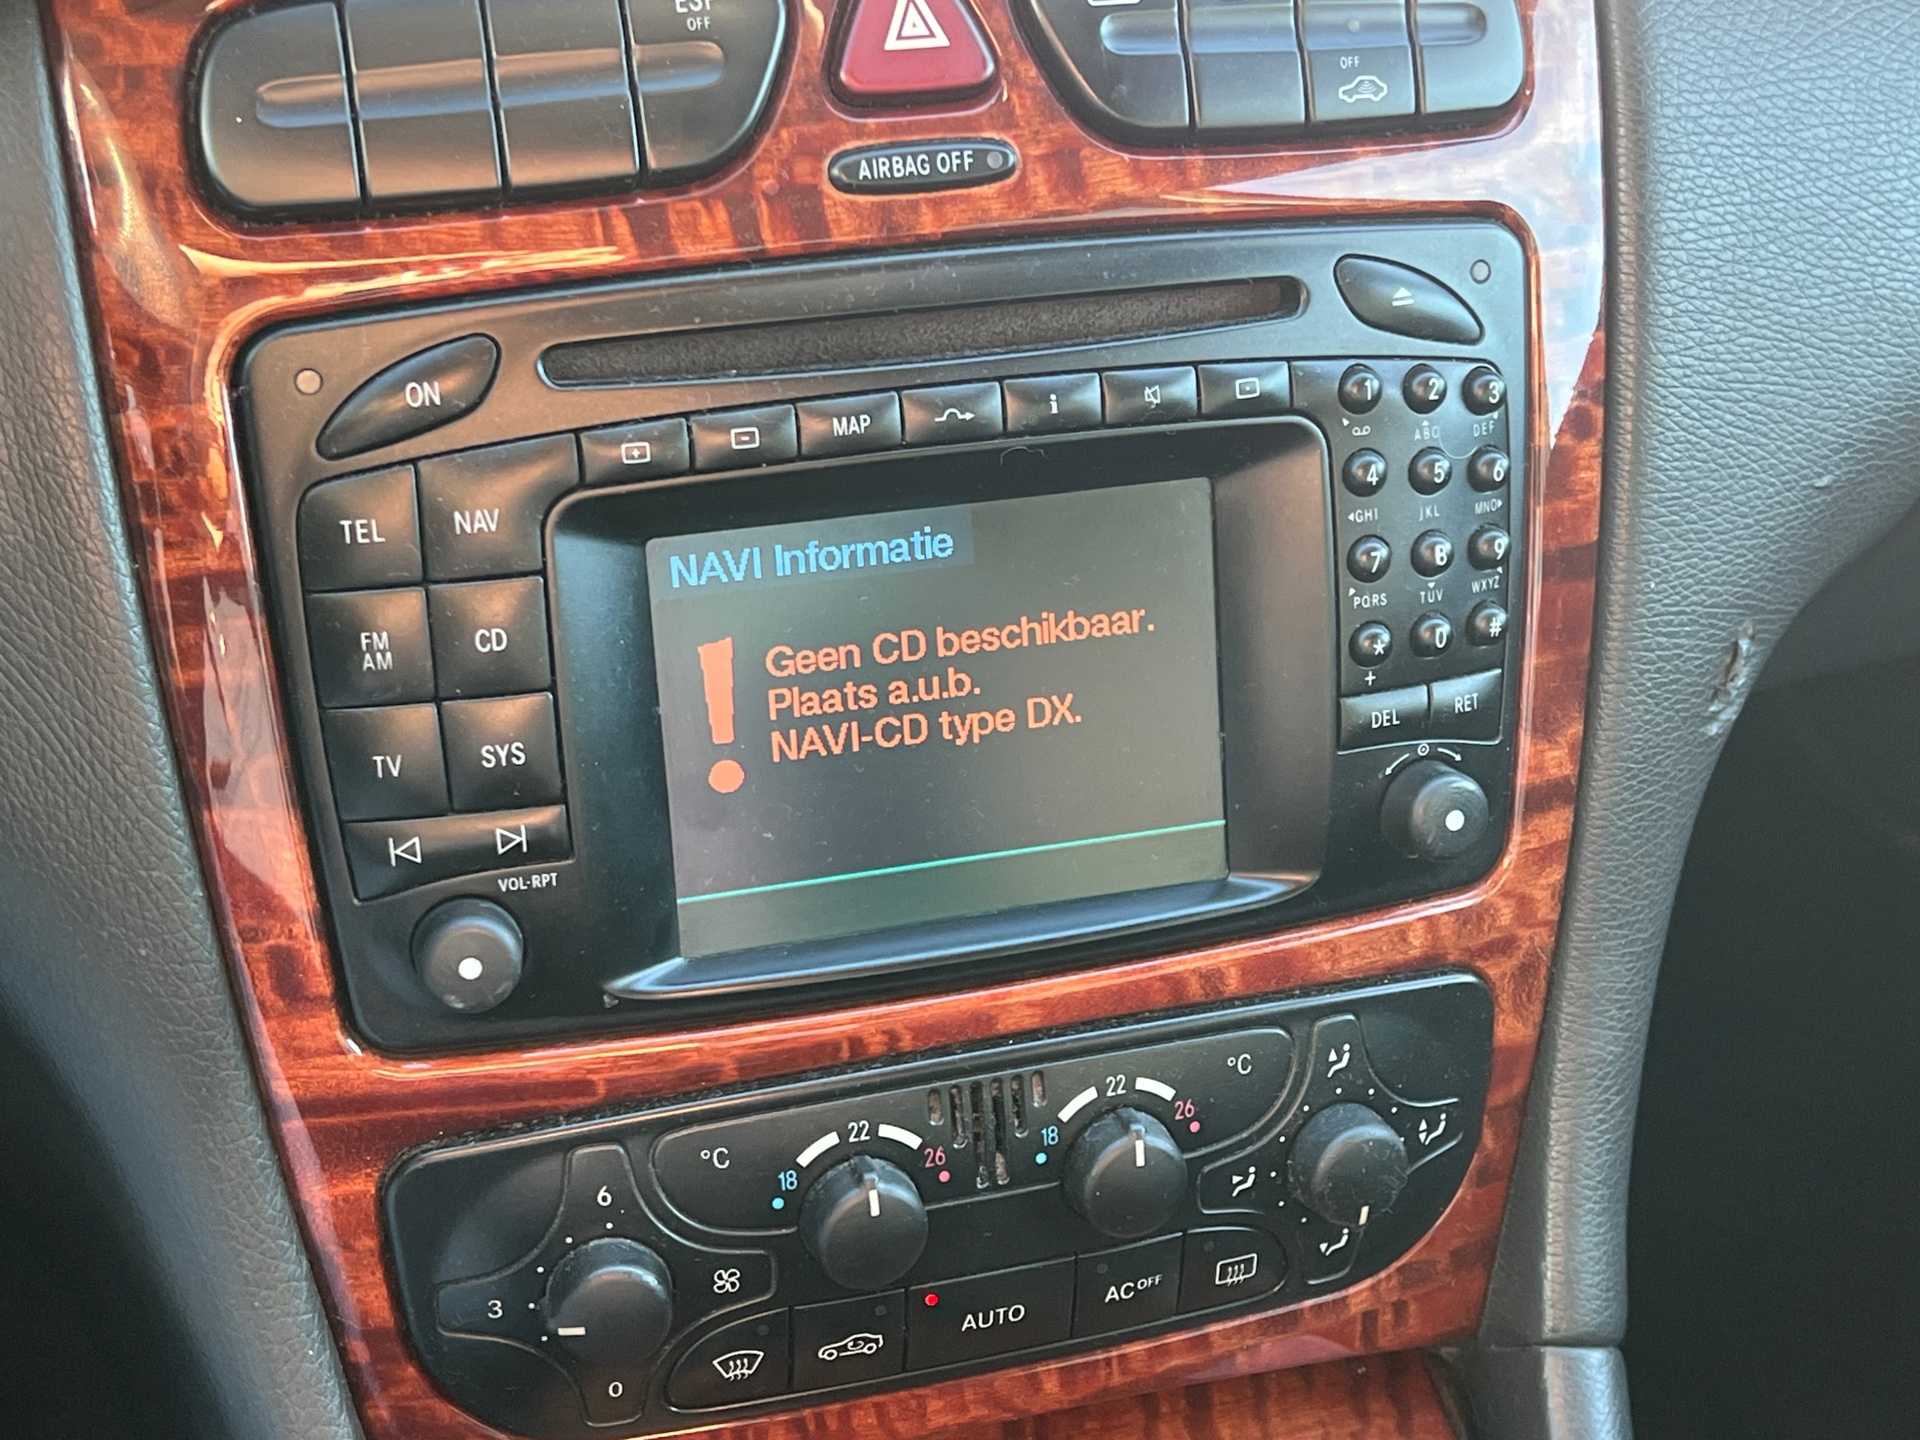 ESP
OFF
OFF
AIRBAG OFF
ON
MAP
i
1 2 3
ABC DEF
TEL NAV
4 5 6
GHI JKL MNO
NAVI Informatie
7 8 9
PQRS TUV WXYZ
FM
AM
CD
* 0 #
+
Geen CD beschikbaar.
Plaats a.u.b.
NAVI-CD type DX.
DEL RET
TV SYS
VOL·RPT
°C 18 22 26
18 22 26 °C
6
3
0
AUTO
AC OFF